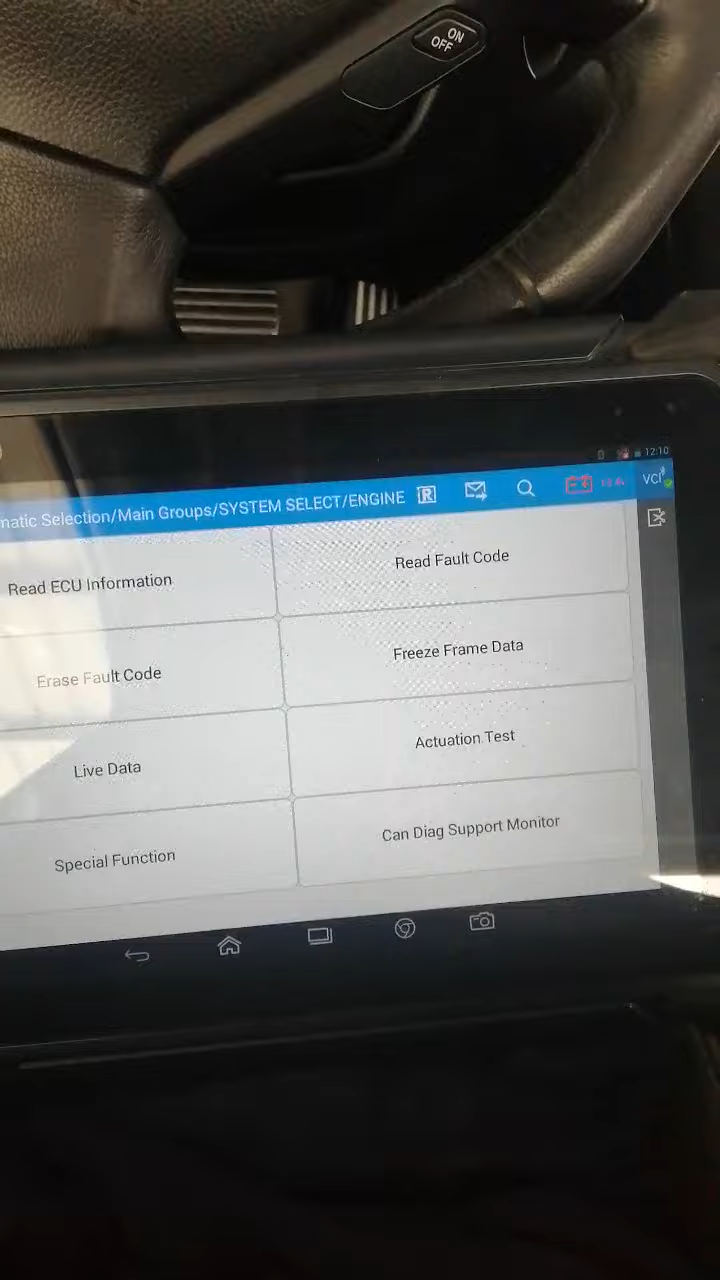 ON
OFF
12:10
matic Selection/Main Groups/SYSTEM SELECT/ENGINE
R
VCI
Read ECU Information
Read Fault Code
Erase Fault Code
Freeze Frame Data
Live Data
Actuation Test
Special Function
Can Diag Support Monitor